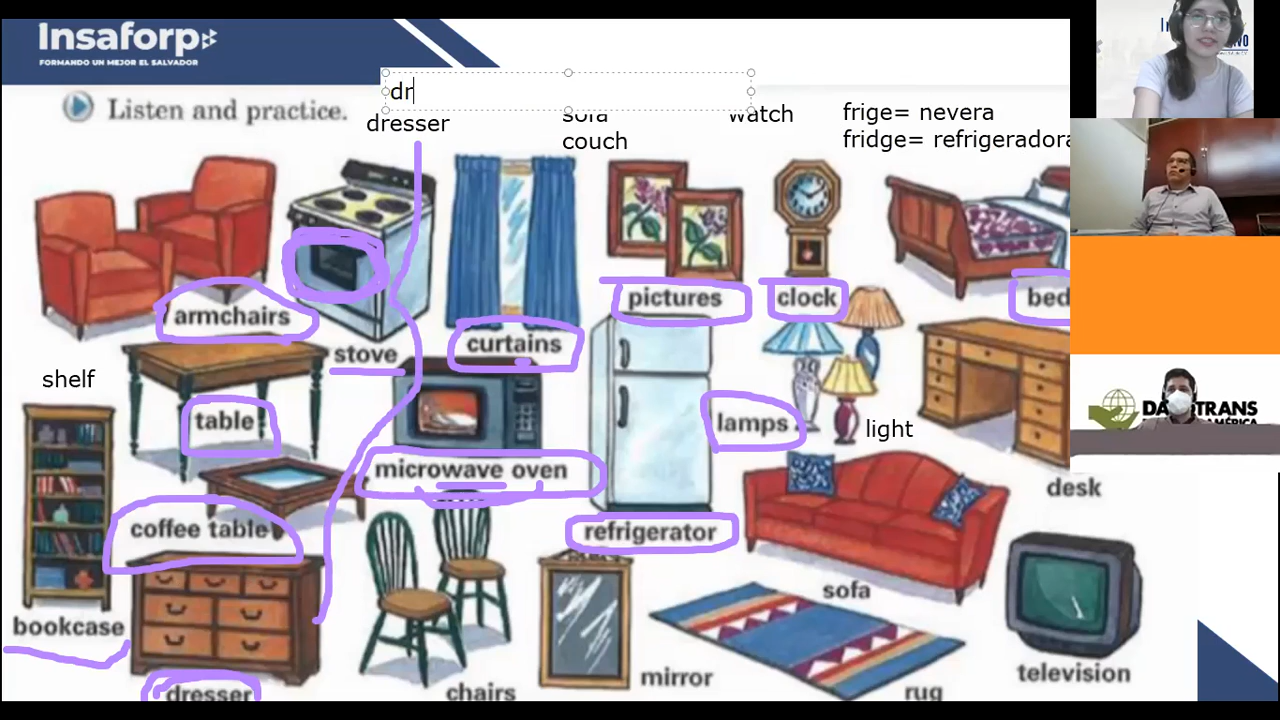 Insaforp
FORMANDO UN MEJOR EL SALVADOR
dr
Listen and practice.
dresser
sofa
couch
watch
frige= nevera
fridge= refrigeradora
armchairs
stove
curtains
pictures
clock
bed
shelf
table
microwave oven
lamps
light
desk
coffee table
refrigerator
sofa
bookcase
dresser
chairs
mirror
rug
television